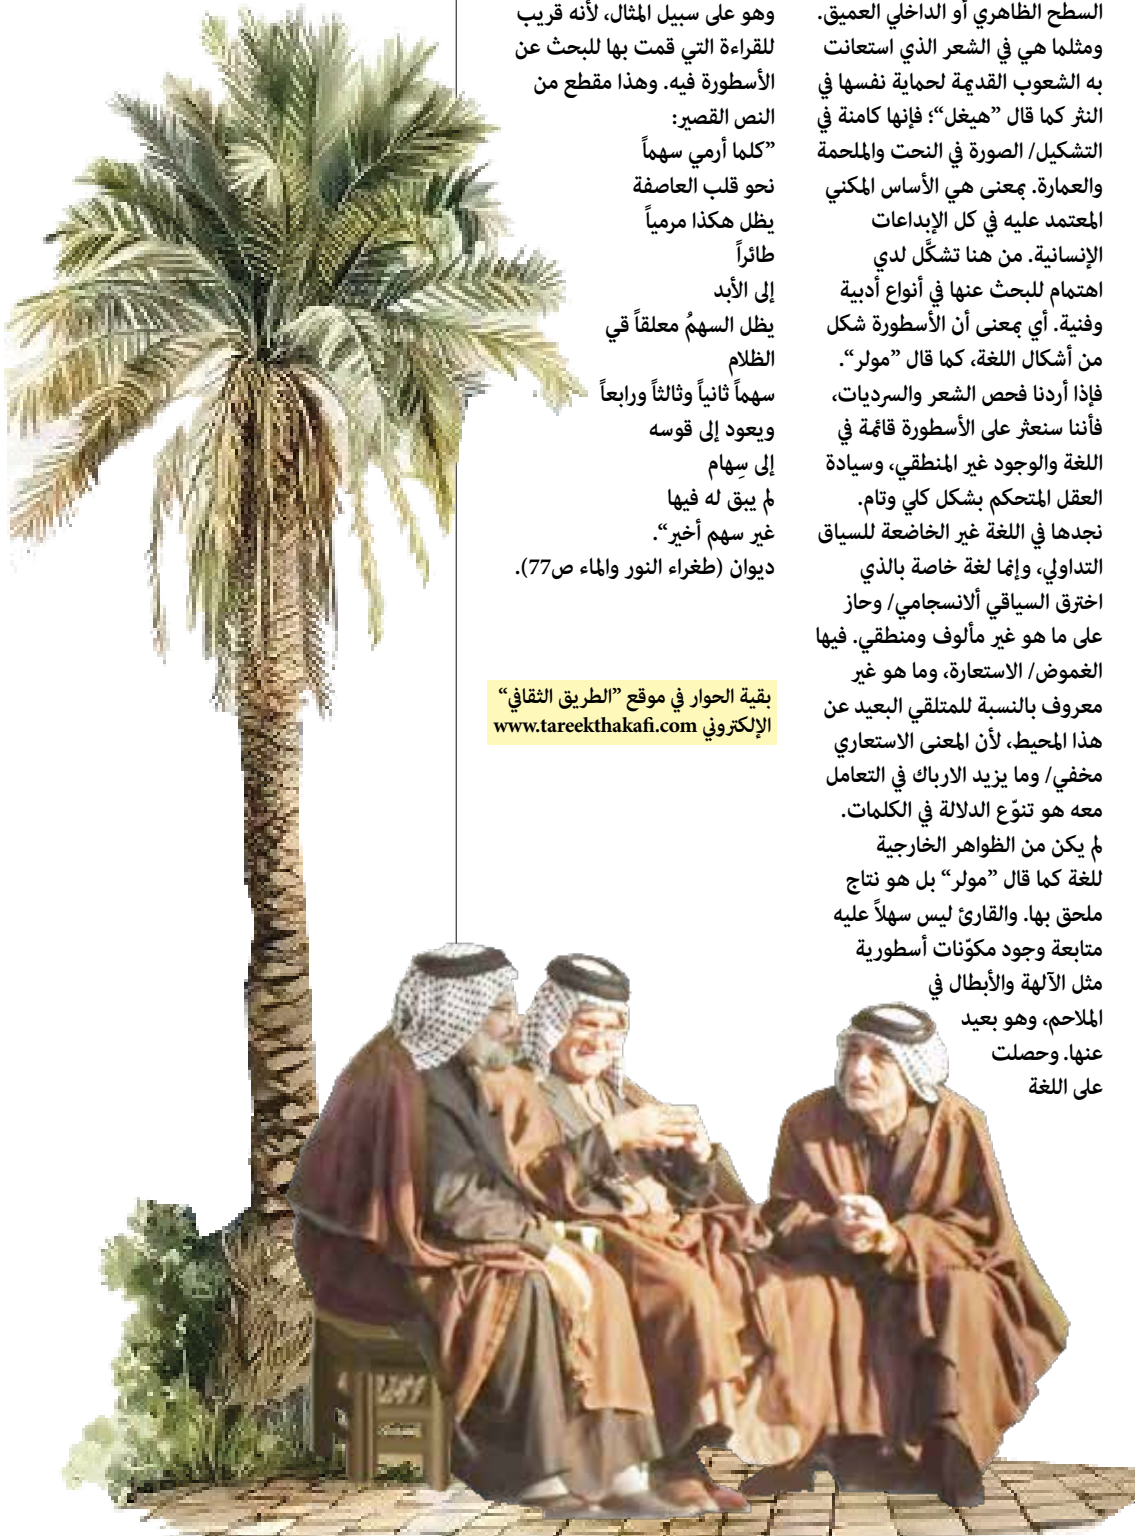 السطح الظاهري أو الداخلي العميق.
ومثلما هي في الشعر الذي استعانت
به الشعوب القديمة لحماية نفسها في
النثر كما قال ”هيغل“؛ فإنها كامنة في
التشكيل/ الصورة في النحت والملحمة
والعمارة. بمعنى هي الأساس المكني
المعتمد عليه في كل الإبداعات
الإنسانية. من هنا تشكَّل لدي
اهتمام للبحث عنها في أنواع أدبية
وفنية. أي بمعنى أن الأسطورة شكل
من أشكال اللغة، كما قال ”مولر“.
فإذا أردنا فحص الشعر والسرديات،
فأننا سنعثر على الأسطورة قائمة في
اللغة والوجود غير المنطقي، وسيادة
العقل المتحكم بشكل كلي وتام.
نجدها في اللغة غير الخاضعة للسياق
التداولي، وإنما لغة خاصة بالذي
اخترق السياقي ألانسجامي/ وحاز
على ما هو غير مألوف ومنطقي. فيها
الغموض/ الاستعارة، وما هو غير
معروف بالنسبة للمتلقي البعيد عن
هذا المحيط، لأن المعنى الاستعاري
مخفي/ وما يزيد الارباك في التعامل
معه هو تنوّع الدلالة في الكلمات.
لم يكن من الظواهر الخارجية
للغة كما قال ”مولر“ بل هو نتاج
ملحق بها. والقارئ ليس سهلاً عليه
متابعة وجود مكوّنات أسطورية
مثل الآلهة والأبطال في
الملاحم، وهو بعيد
عنها. وحصلت
على اللغة
وهو على سبيل المثال، لأنه قريب
للقراءة التي قمت بها للبحث عن
الأسطورة فيه. وهذا مقطع من
النص القصير:
”كلما أرمي سهماً
نحو قلب العاصفة
يظل هكذا مرمياً
طائراً
إلى الأبد
يظل السهمُ معلقاً قي
الظلام
سهماً ثانياً وثالثاً ورابعاً
ويعود إلى قوسه
إلى سِهام
لم يبق له فيها
غير سهم أخير“.
ديوان (طغراء النور والماء ص77).
بقية الحوار في موقع ”الطريق الثقافي“
الإلكتروني www.tareekthakafi.com